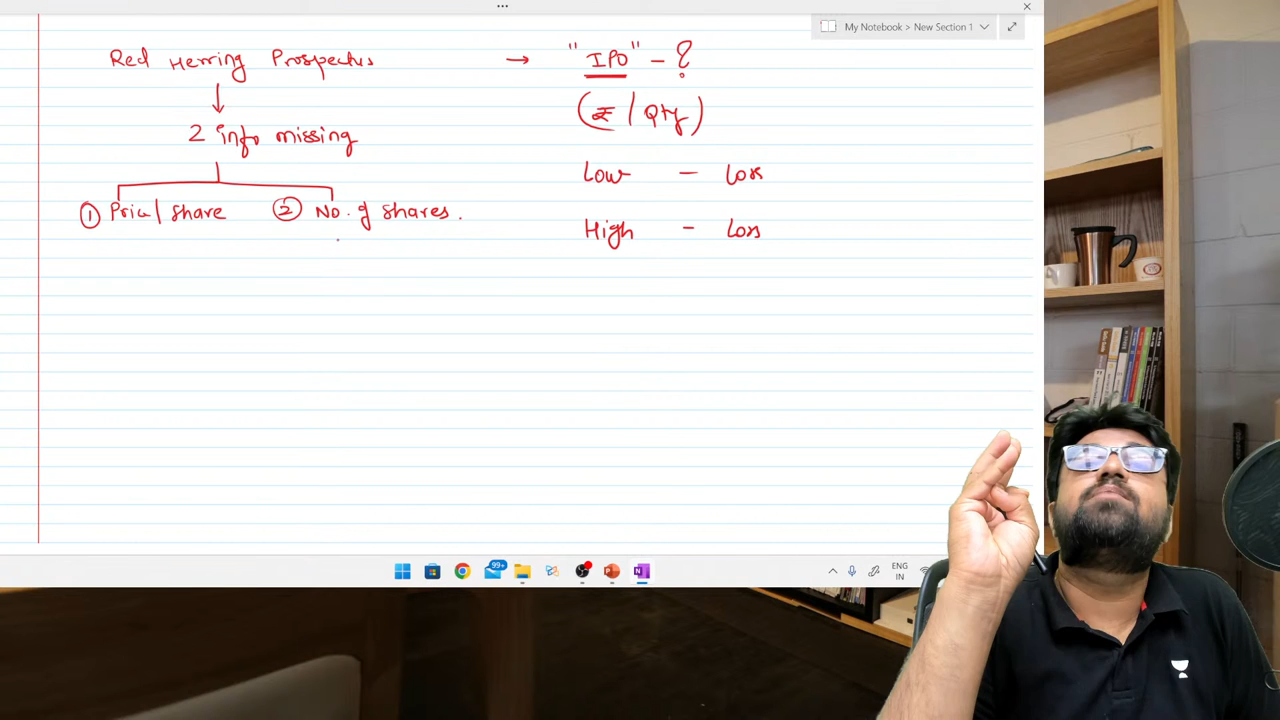 My Notebook > New Section 1
Red Herring Prospectus → "IPO" - ?
(₹ / Qty)
2 info missing
Low - Loss
① Price/ share ② No. of shares.
High - Loss
99+
ENG
IN